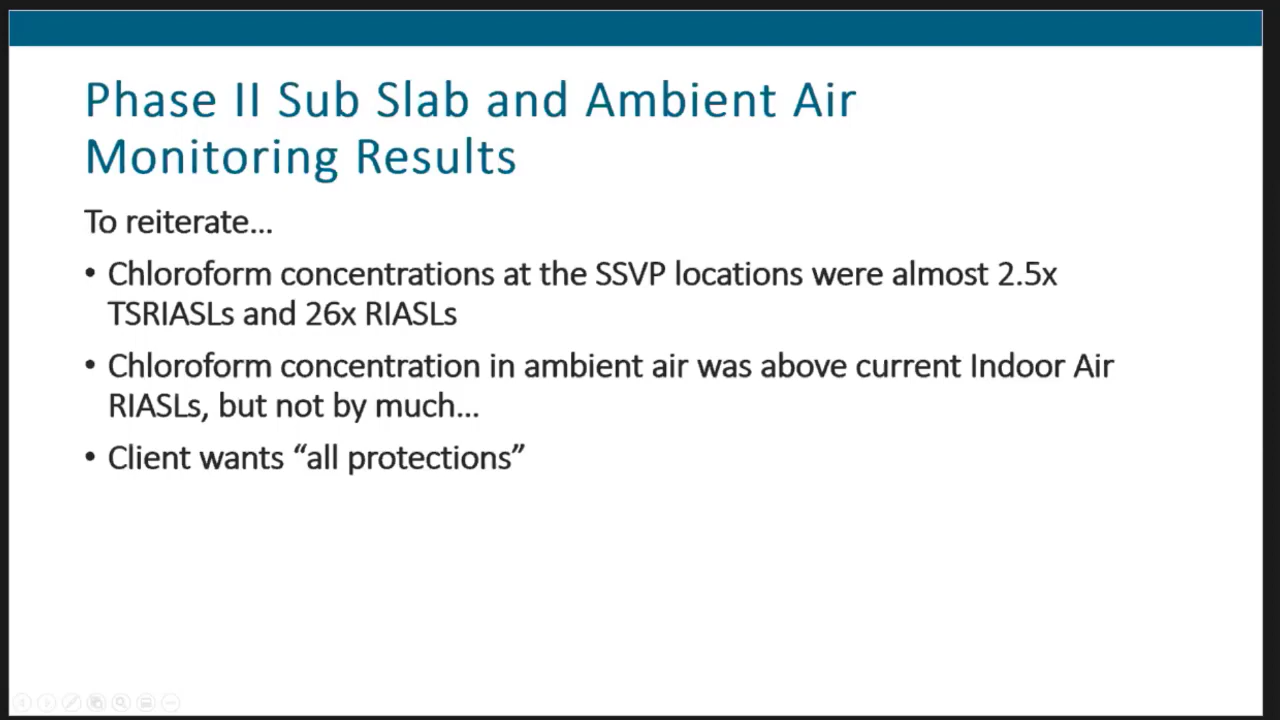 Phase II Sub Slab and Ambient Air
Monitoring Results
To reiterate...
• Chloroform concentrations at the SSVP locations were almost 2.5x
TSRIASLs and 26x RIASLs
• Chloroform concentration in ambient air was above current Indoor Air
RIASLs, but not by much...
• Client wants “all protections”